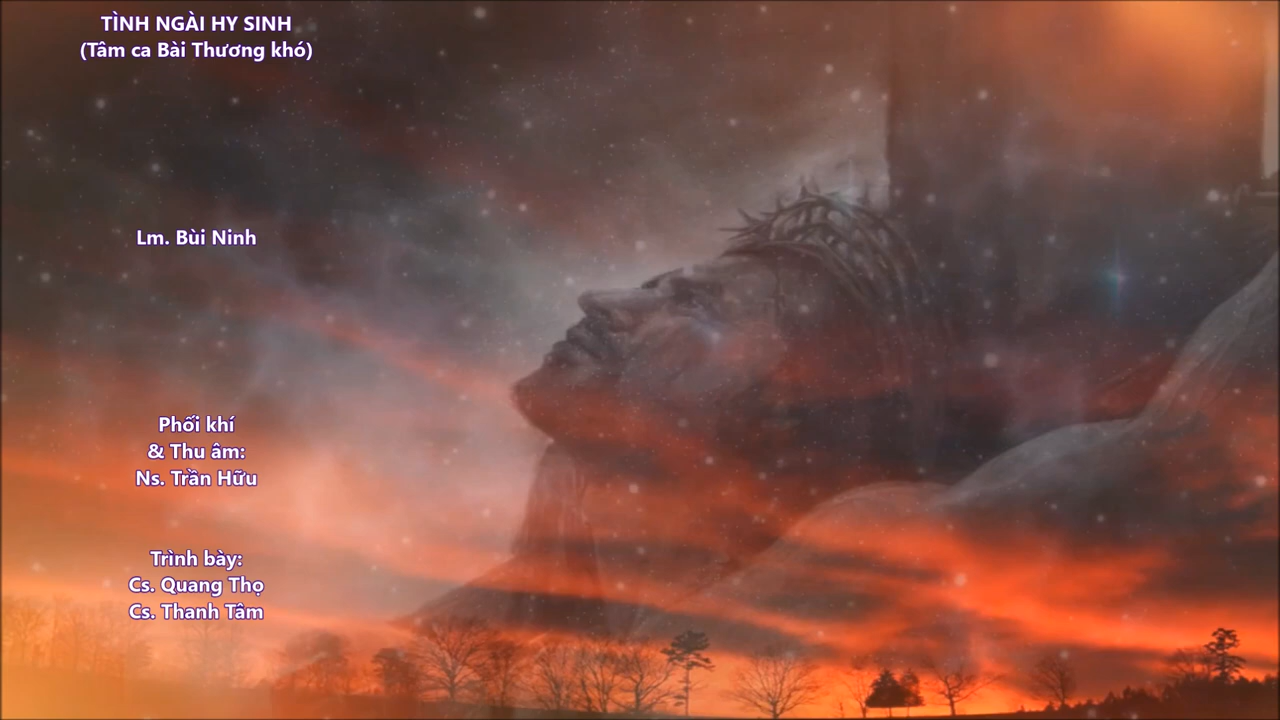 TÌNH NGÀI HY SINH
(Tâm ca Bài Thương khó)
Lm. Bùi Ninh
Phối khí
& Thu âm:
Ns. Trần Hữu
Trình bày:
Cs. Quang Thọ
Cs. Thanh Tâm